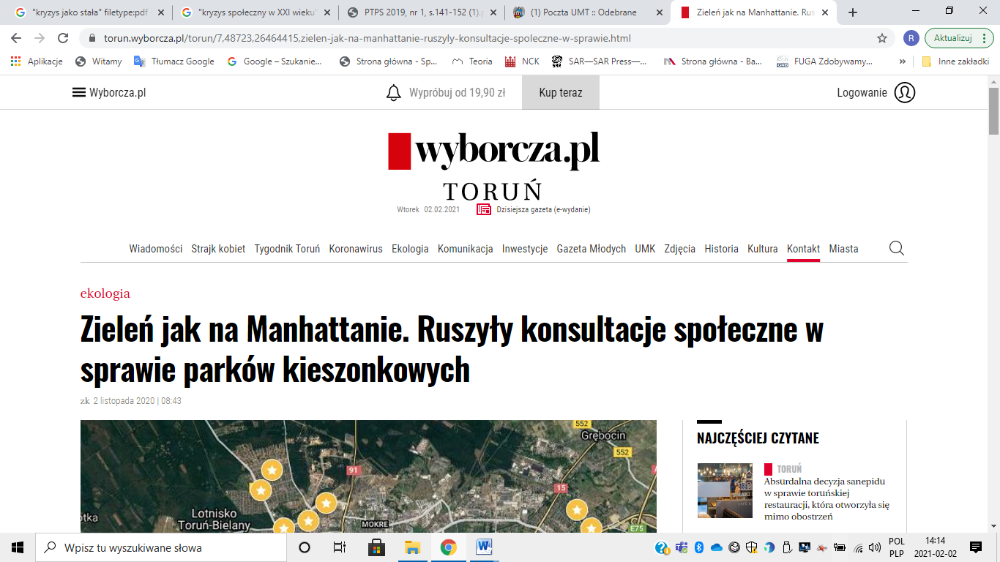 "kryzys jako stała" filetype:pdf
"kryzys społeczny w XXI wieku"
PTPS 2019, nr 1, s.141-152 (1).p
(1) Poczta UMT :: Odebrane
Zieleń jak na Manhattanie. Rus
torun.wyborcza.pl/torun/7,48723,26464415,zielen-jak-na-manhattanie-ruszyly-konsultacje-spoleczne-w-sprawie.html
R
Aktualizuj
Aplikacje
Witamy
Tłumacz Google
Google – Szukanie...
Strona główna - Sp...
Teoria
NCK
SAR—SAR Press—...
Strona główna - Ba...
FUGA Zdobywamy...
»
Inne zakładki
Wyborcza.pl
Wypróbuj od 19,90 zł
Kup teraz
Logowanie
wyborcza.pl
TORUŃ
Wtorek 02.02.2021
Dzisiejsza gazeta (e-wydanie)
Wiadomości Strajk kobiet Tygodnik Toruń Koronawirus Ekologia Komunikacja Inwestycje Gazeta Młodych UMK Zdjęcia Historia Kultura Kontakt Miasta
ekologia
Zieleń jak na Manhattanie. Ruszyły konsultacje społeczne w
sprawie parków kieszonkowych
zk 2 listopada 2020 | 08:43
552
Grębocin
552
91
15
Lotnisko
Toruń-Bielany
MOKRE
E75
NAJCZĘŚCIEJ CZYTANE
TORUŃ
Absurdalna decyzja sanepidu
w sprawie toruńskiej
restauracji, która otworzyła się
mimo obostrzeń
Wpisz tu wyszukiwane słowa
POL
PLP
14:14
2021-02-02